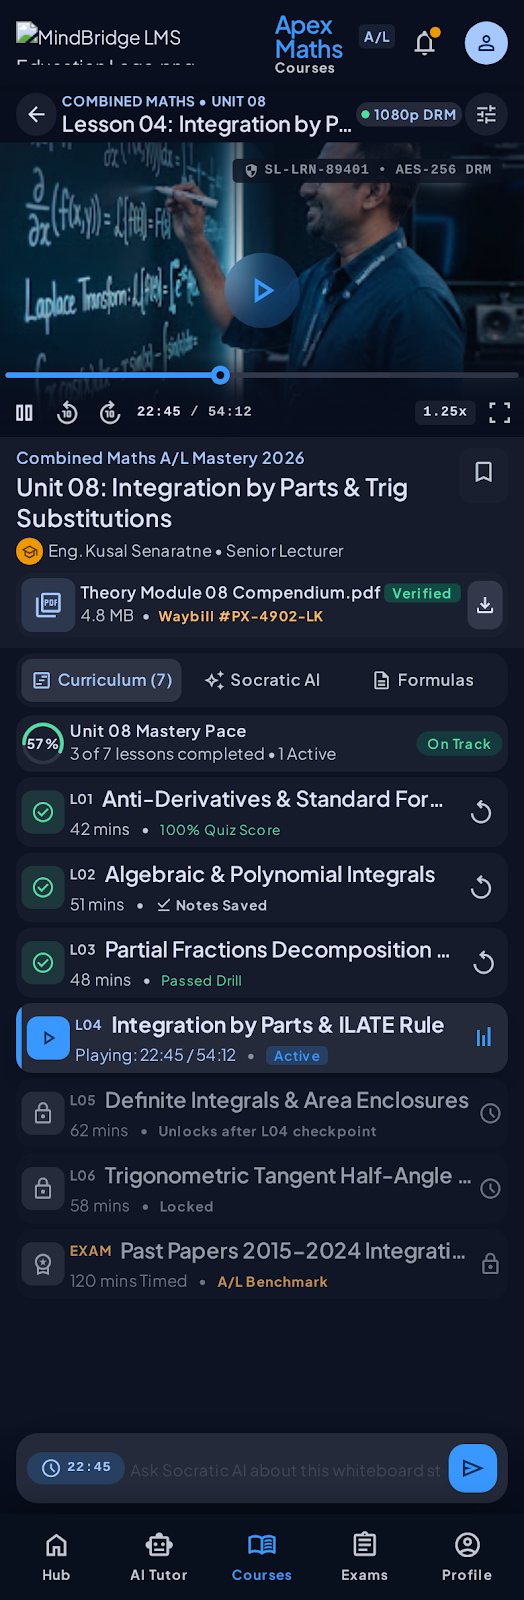 MindBridge LMS
Education Logo.png
Apex
Maths
Courses
A/L
COMBINED MATHS • UNIT 08
Lesson 04: Integration by P...
1080p DRM
SL-LRN-89401 • AES-256 DRM
∂/∂x (f(x,y)) =
Laplace Transform:
10
10
22:45 / 54:12
1.25x
Combined Maths A/L Mastery 2026
Unit 08: Integration by Parts & Trig
Substitutions
Eng. Kusal Senaratne • Senior Lecturer
PDF
Theory Module 08 Compendium.pdf
Verified
4.8 MB • Waybill #PX-4902-LK
Curriculum (7)
Socratic AI
Formulas
57%
Unit 08 Mastery Pace
3 of 7 lessons completed • 1 Active
On Track
L01 Anti-Derivatives & Standard For...
42 mins • 100% Quiz Score
L02 Algebraic & Polynomial Integrals
51 mins • Notes Saved
L03 Partial Fractions Decomposition ...
48 mins • Passed Drill
L04 Integration by Parts & ILATE Rule
Playing: 22:45 / 54:12 • Active
L05 Definite Integrals & Area Enclosures
62 mins • Unlocks after L04 checkpoint
L06 Trigonometric Tangent Half-Angle ...
58 mins • Locked
EXAM Past Papers 2015–2024 Integrati...
120 mins Timed • A/L Benchmark
22:45
Ask Socratic AI about this whiteboard st
Hub
AI Tutor
Courses
Exams
Profile